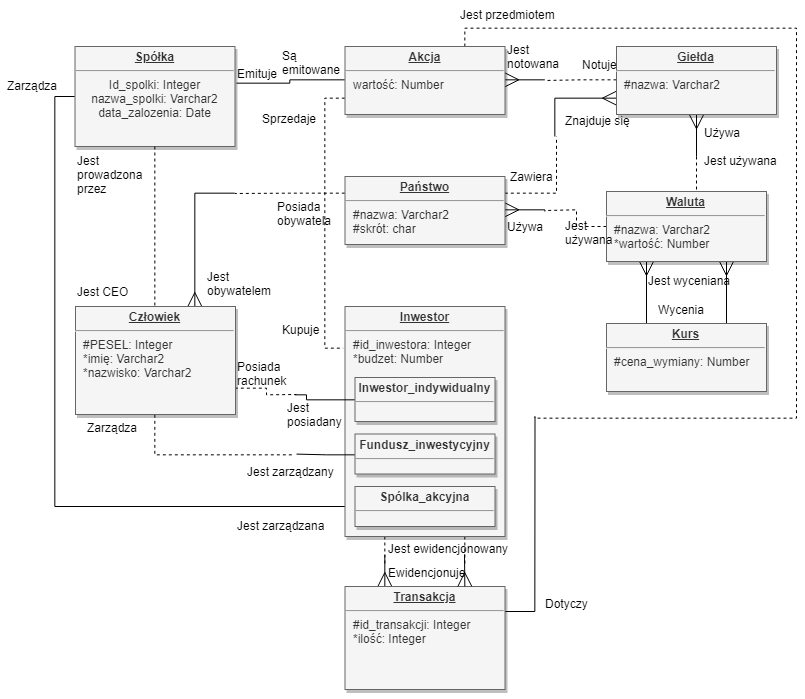 Jest przedmiotem
Spółka
Id_spolki: Integer
nazwa_spolki: Varchar2
data_zalozenia: Date
Zarządza
Emituje
Są
emitowane
Akcja
wartość: Number
Jest
notowana
Notuje
Giełda
#nazwa: Varchar2
Sprzedaje
Znajduje się
Używa
Jest używana
Jest
prowadzona
przez
Zawiera
Państwo
#nazwa: Varchar2
#skrót: char
Posiada
obywatela
Używa
Jest
używana
Waluta
#nazwa: Varchar2
*wartość: Number
Jest wyceniana
Wycenia
Jest
obywatelem
Jest CEO
Człowiek
#PESEL: Integer
*imię: Varchar2
*nazwisko: Varchar2
Kupuje
Inwestor
#id_inwestora: Integer
*budzet: Number
Kurs
#cena_wymiany: Number
Posiada
rachunek
Inwestor_indywidualny
Jest
posiadany
Zarządza
Fundusz_inwestycyjny
Jest zarządzany
Spólka_akcyjna
Jest zarządzana
Jest ewidencjonowany
Ewidencjonuje
Transakcja
#id_transakcji: Integer
*ilość: Integer
Dotyczy